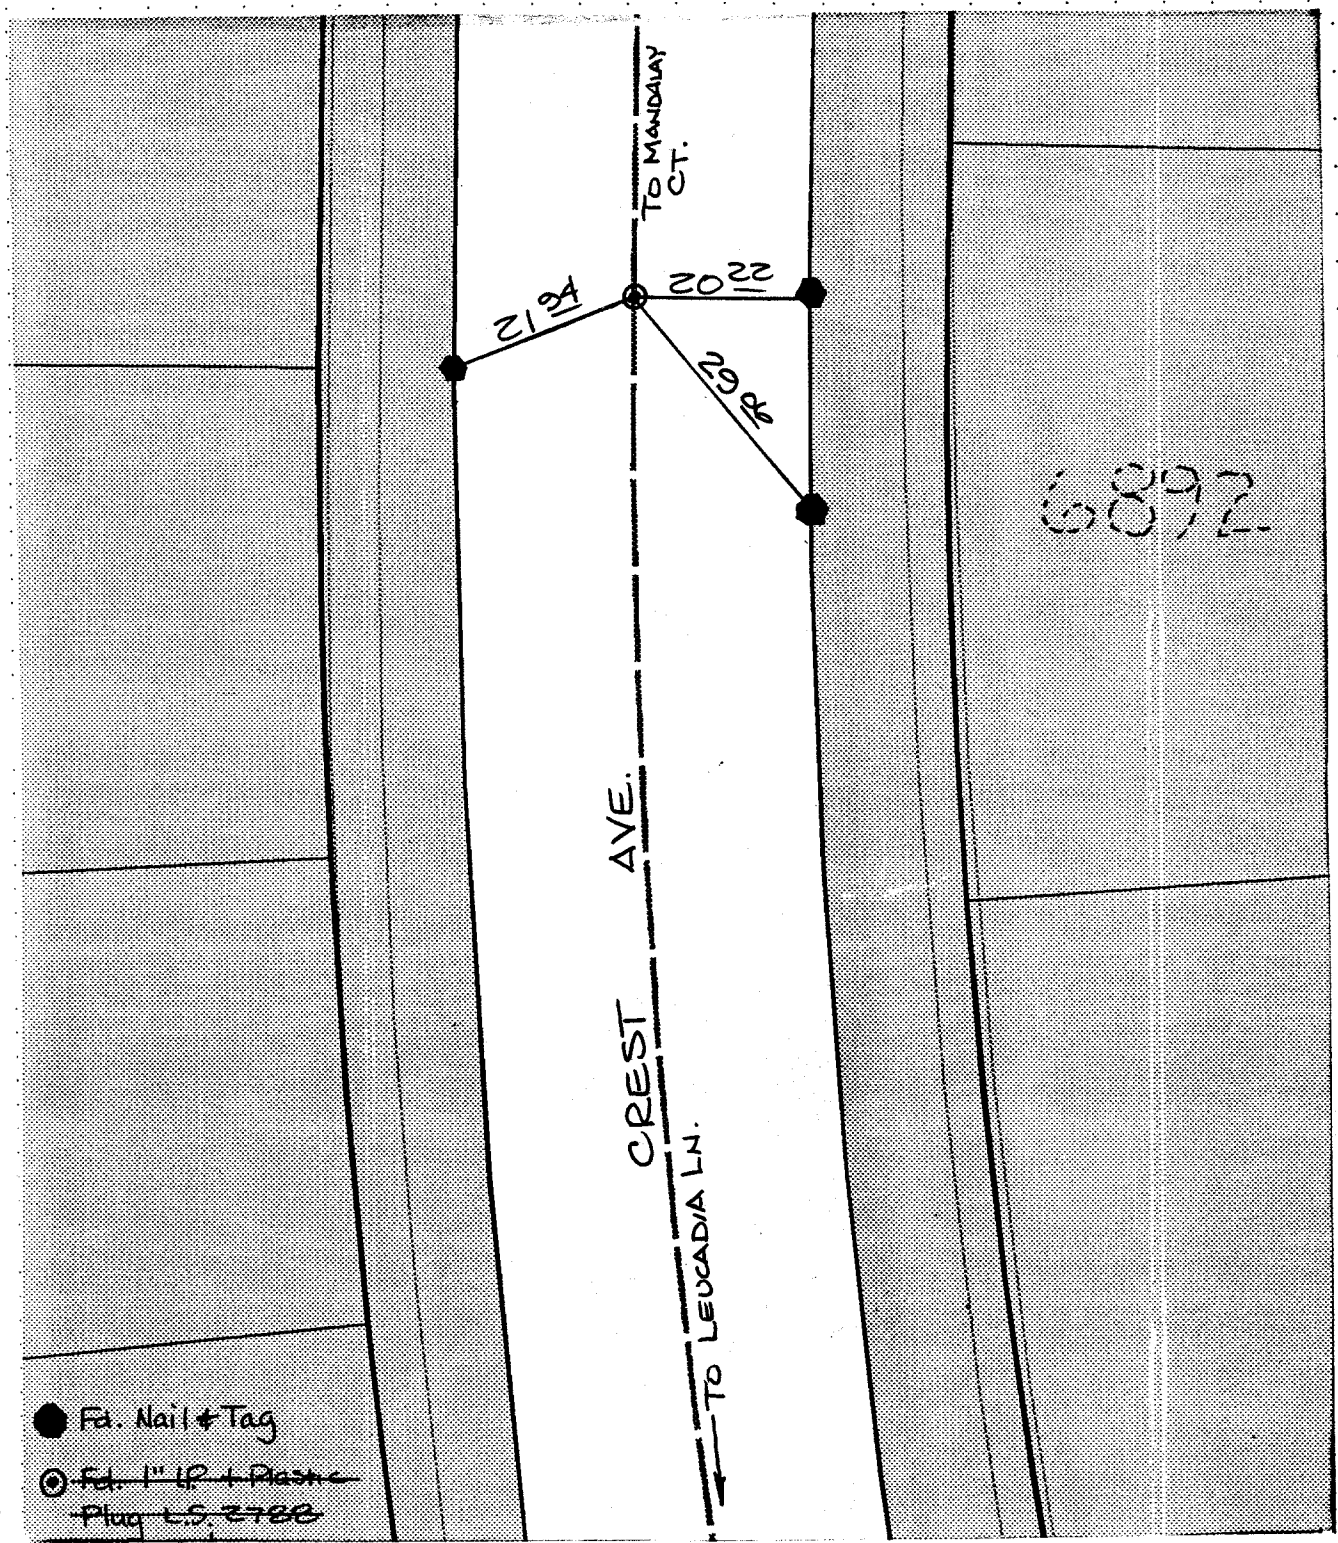 TO MANDALAY
CT.
21 94
20 22
29 06
6892
CREST AVE.
TO LEUCADIA LN.
Fd. Nail & Tag
Fd. 1" I.P. + Plastic
Plug L.S. 2788